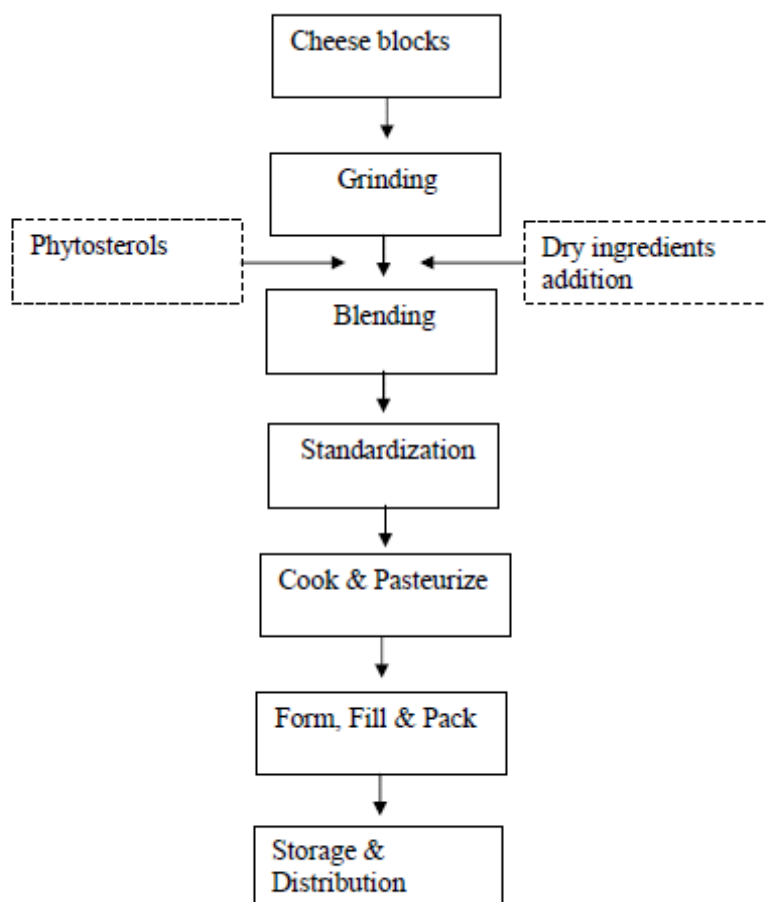 Cheese blocks
Grinding
Phytosterols
Dry ingredients
addition
Blending
Standardization
Cook & Pasteurize
Form, Fill & Pack
Storage &
Distribution